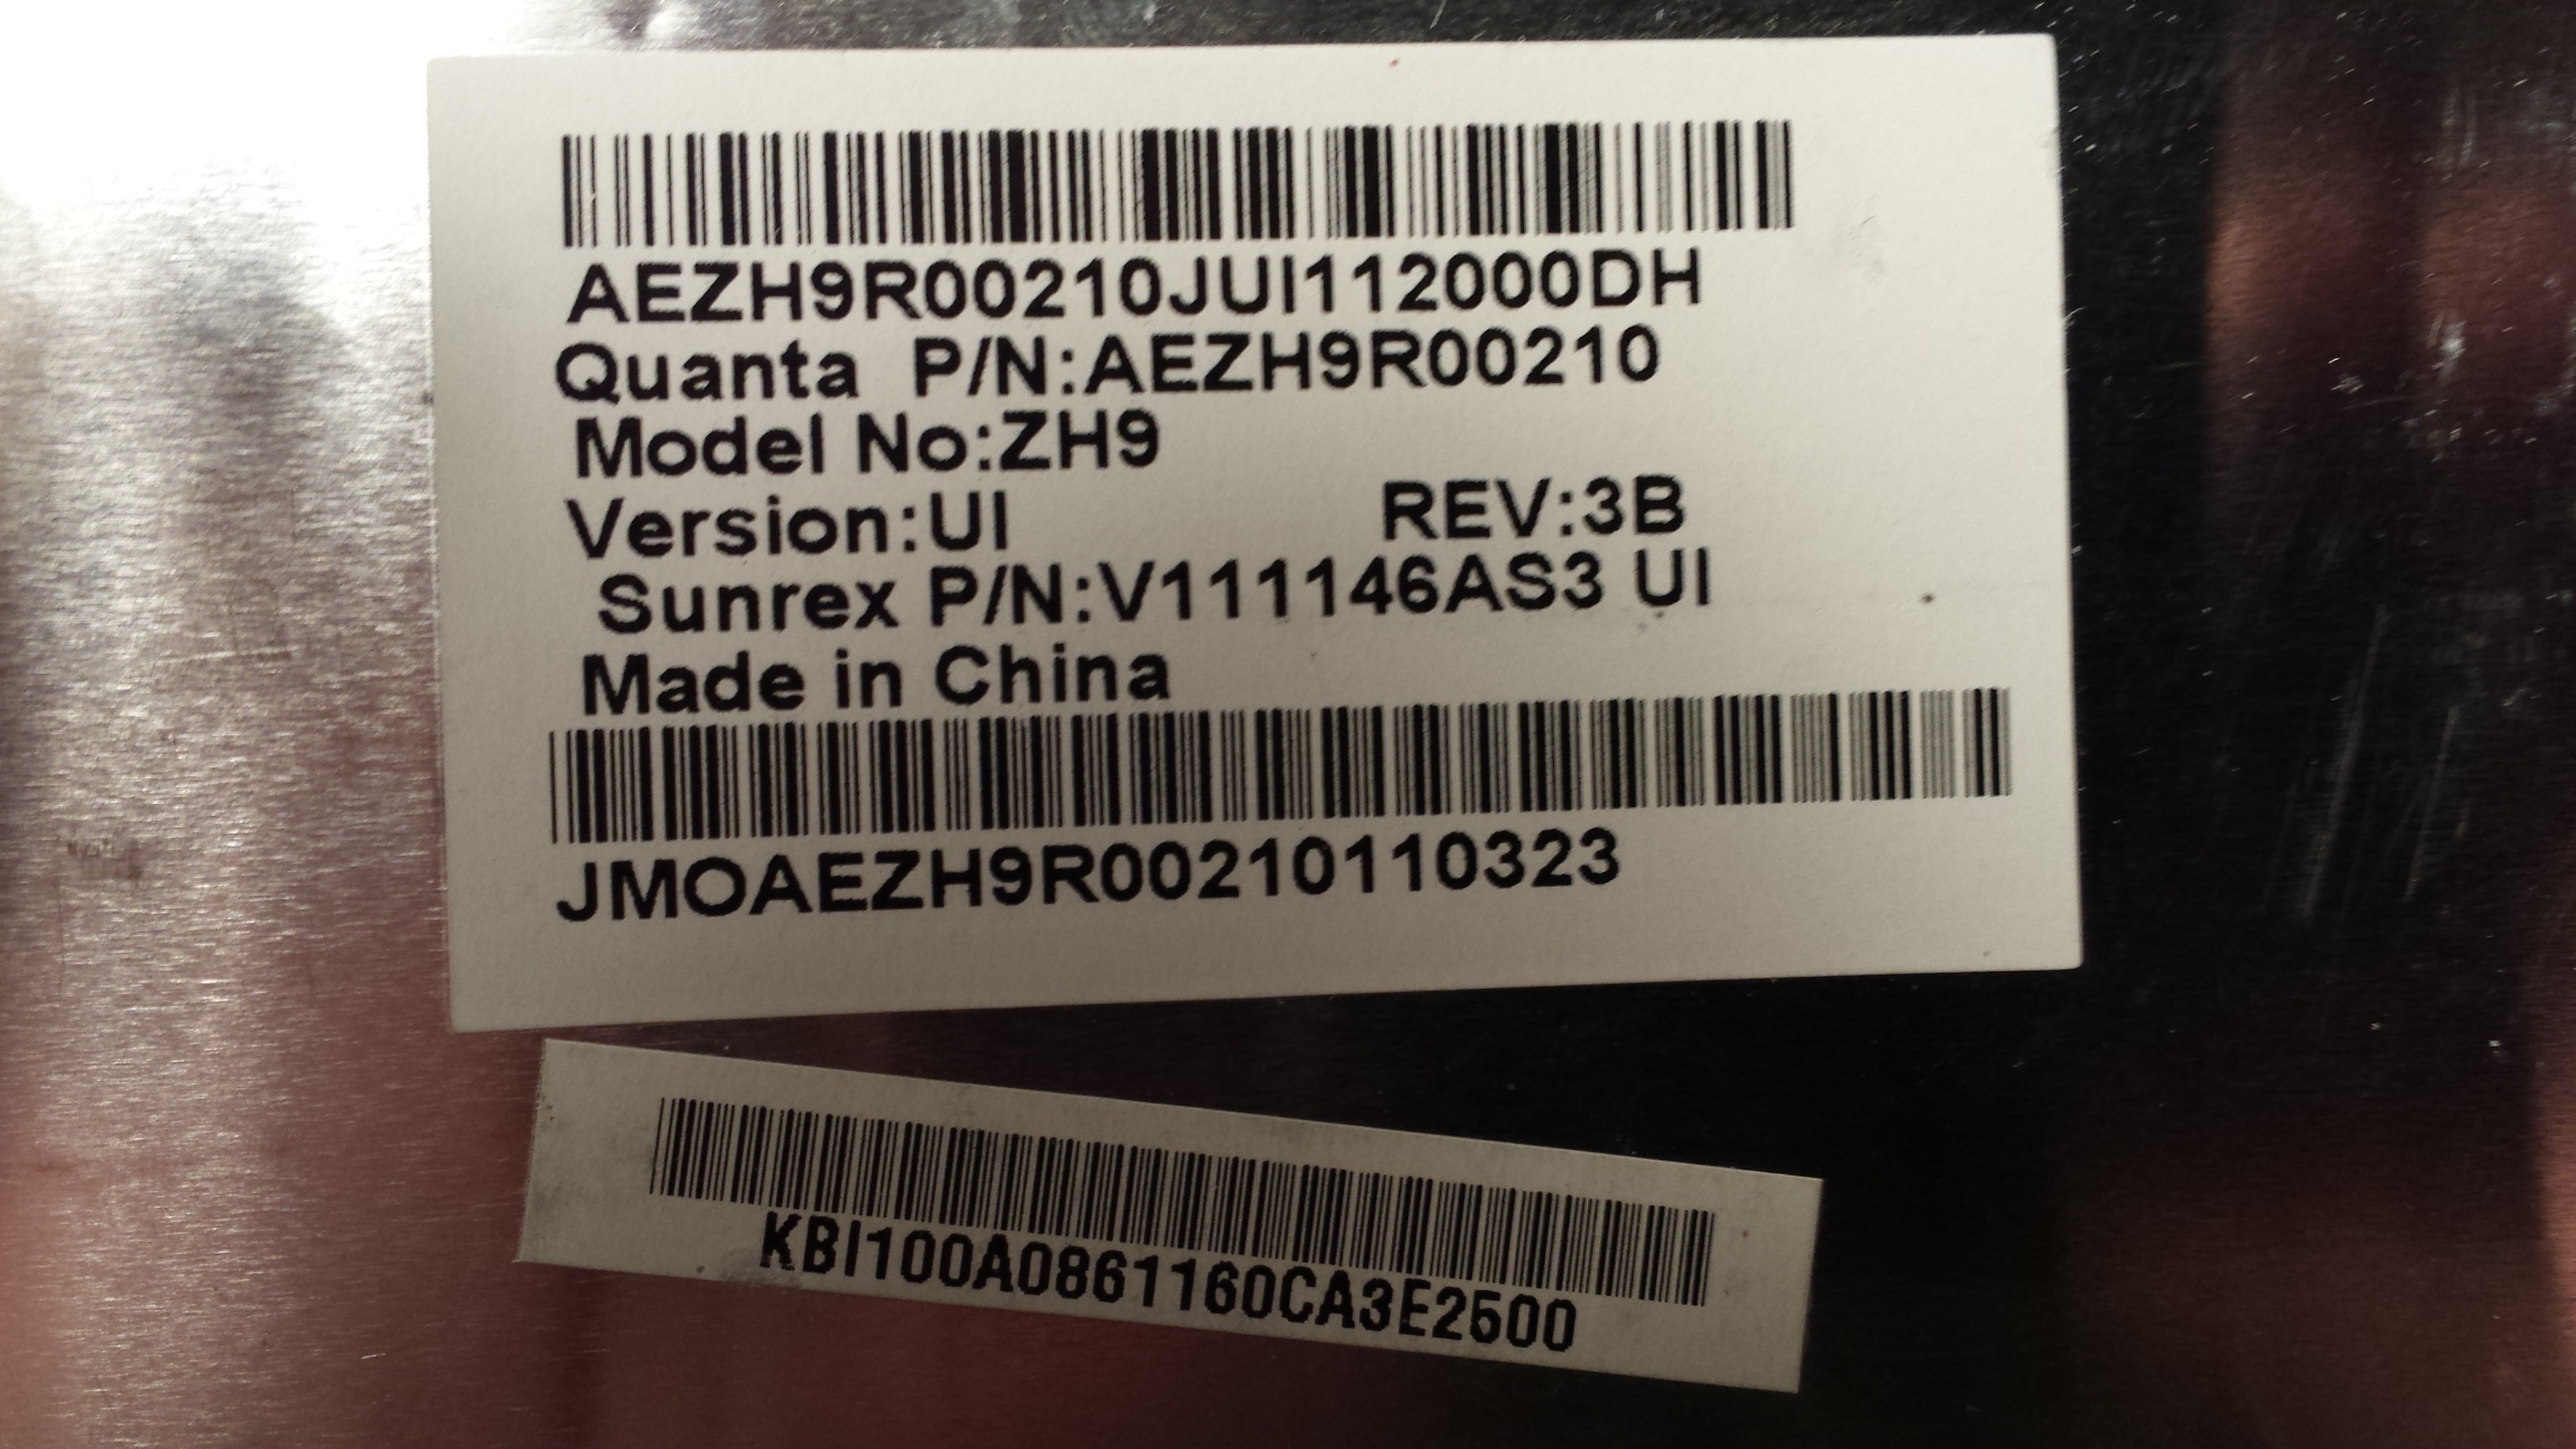 AEZH9R00210JUI112000DH
Quanta P/N:AEZH9R00210
Model No:ZH9
Version:UI REV:3B
Sunrex P/N:V111146AS3 UI
Made in China
JMOAEZH9R00210110323
KBI100A0861160CA3E2500